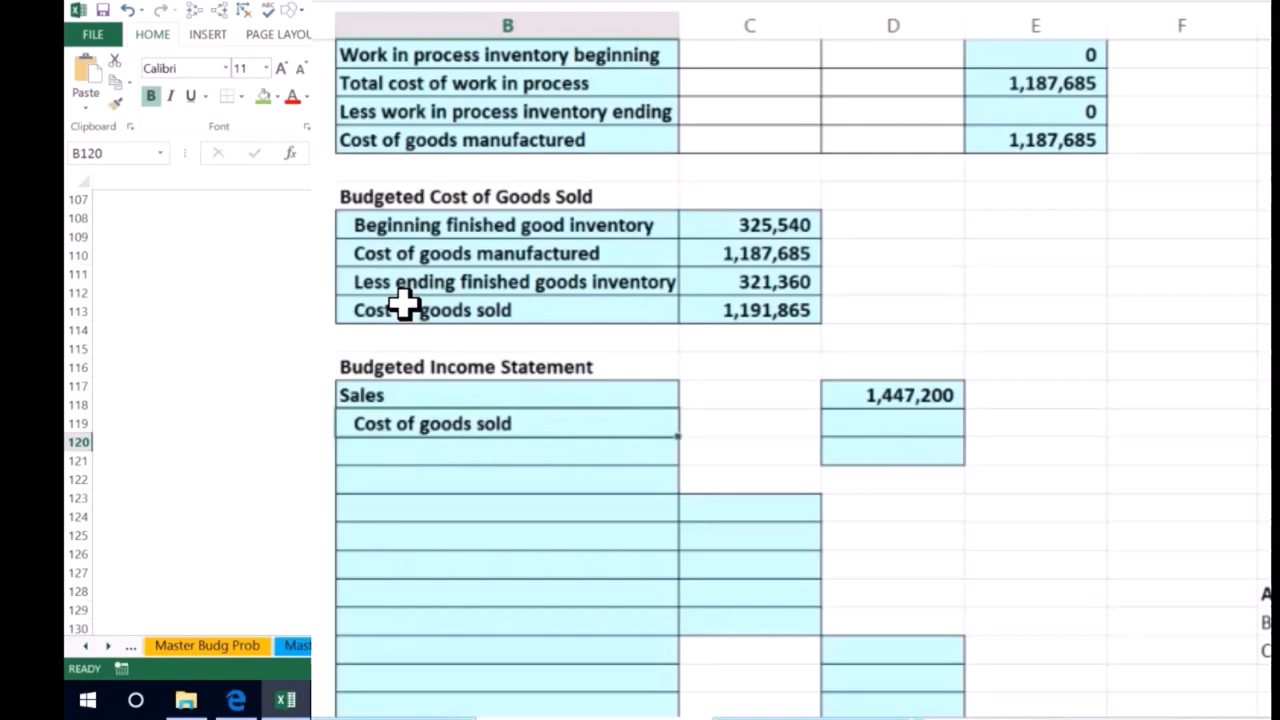 FILE HOME INSERT PAGE LAYOU
Calibri 11 A A
Paste B I U A
Clipboard Font
B120 fx
B C D E F
107
108
109
110
111
112
113
114
115
116
117
118
119
120
121
122
123
124
125
126
127
128
129
130
Work in process inventory beginning 0
Total cost of work in process 1,187,685
Less work in process inventory ending 0
Cost of goods manufactured 1,187,685
Budgeted Cost of Goods Sold
Beginning finished good inventory 325,540
Cost of goods manufactured 1,187,685
Less ending finished goods inventory 321,360
Cost goods sold 1,191,865
Budgeted Income Statement
Sales 1,447,200
Cost of goods sold
A
B
C
... Master Budg Prob Mas
READY